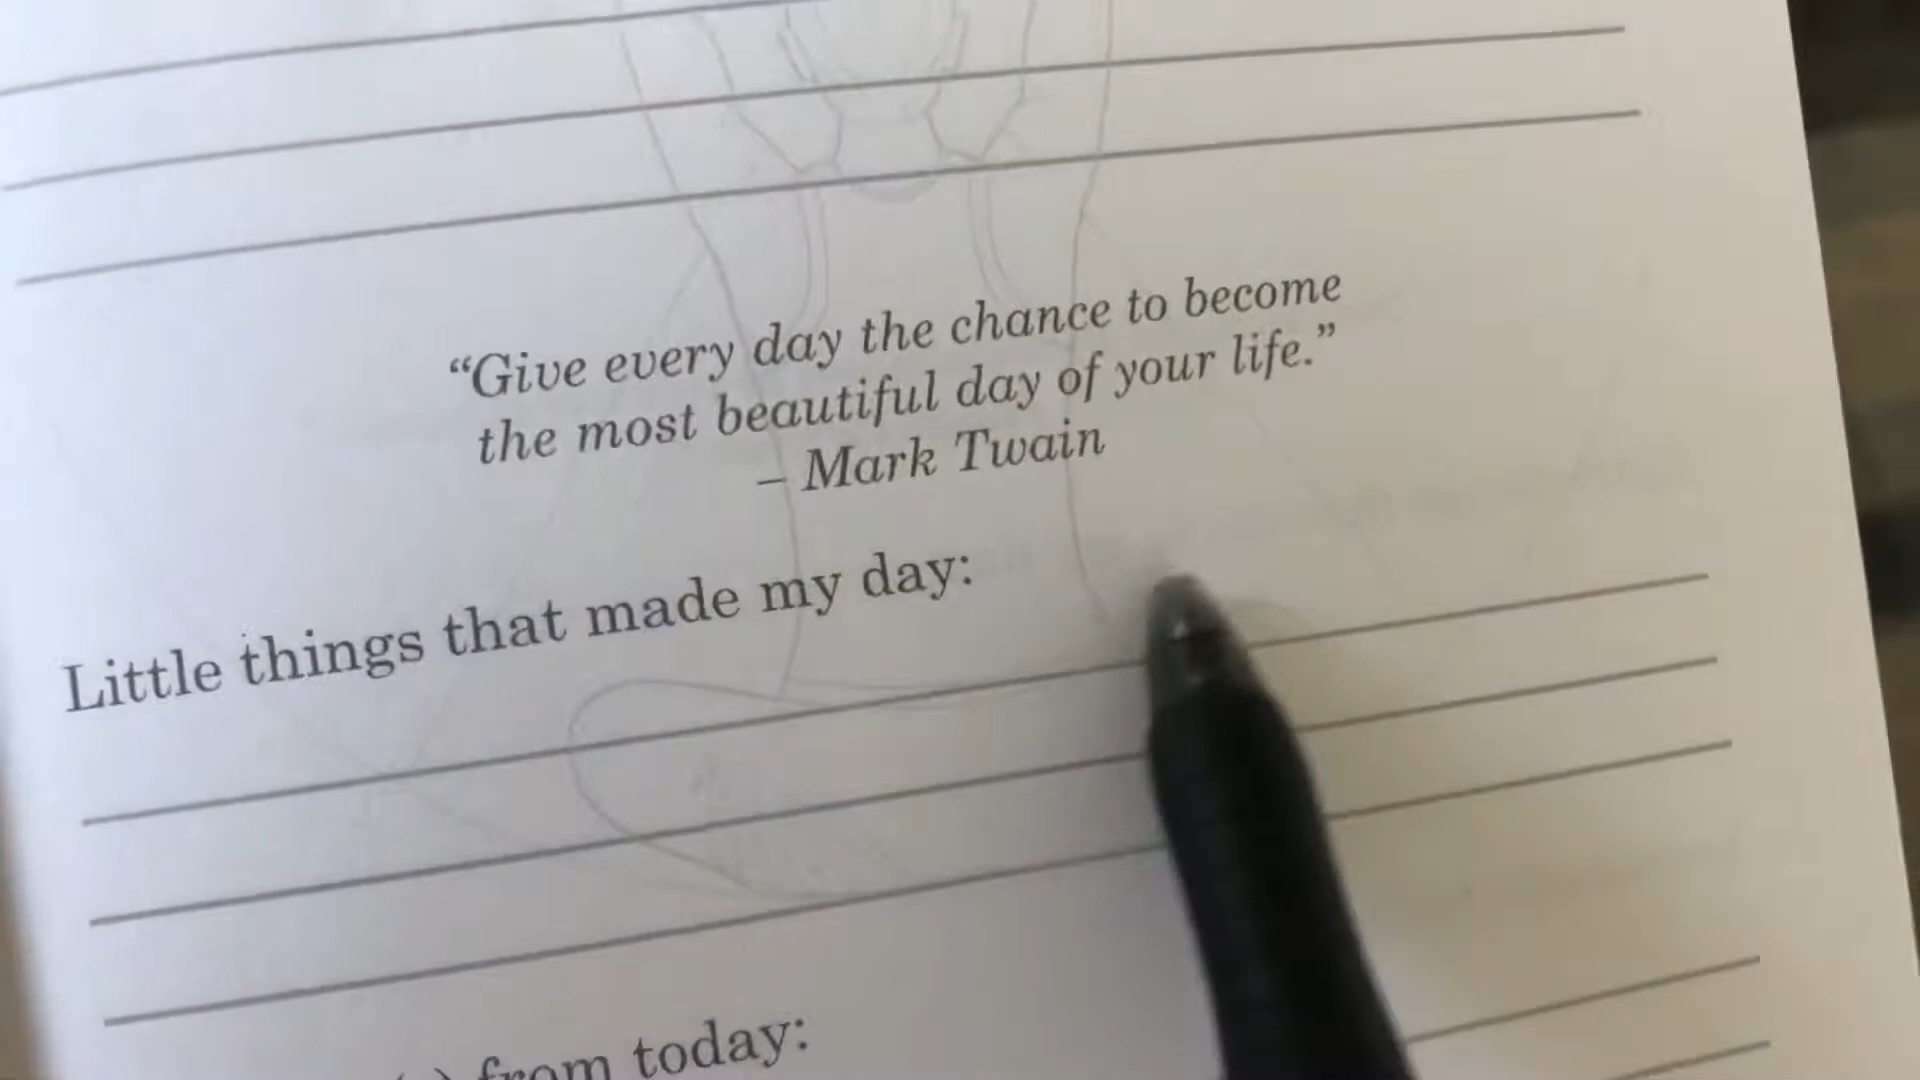 “Give every day the chance to become
the most beautiful day of your life.”
– Mark Twain
Little things that made my day:
from today: